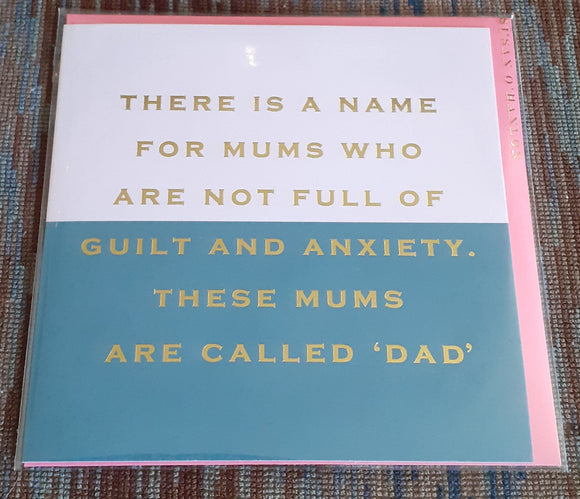 THERE IS A NAME
FOR MUMS WHO
ARE NOT FULL OF
GUILT AND ANXIETY.
THESE MUMS
ARE CALLED ‘DAD’